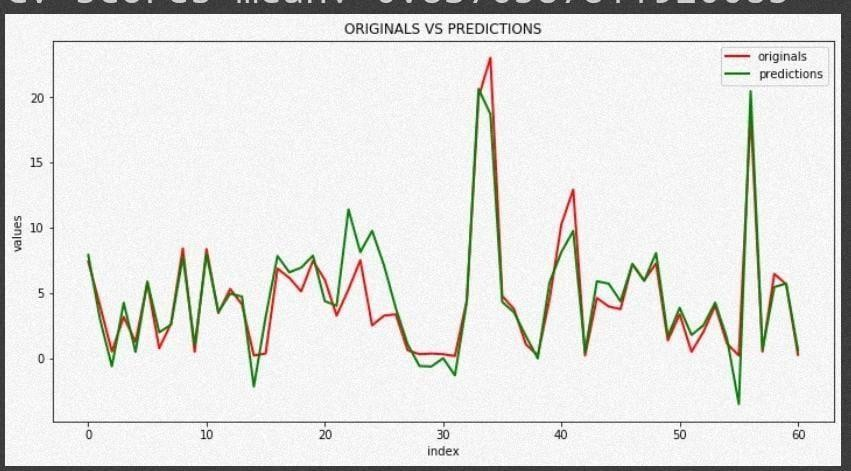 ORIGINALS VS PREDICTIONS
originals
predictions
20
15
10
5
0
values
0 10 20 30 40 50 60
index